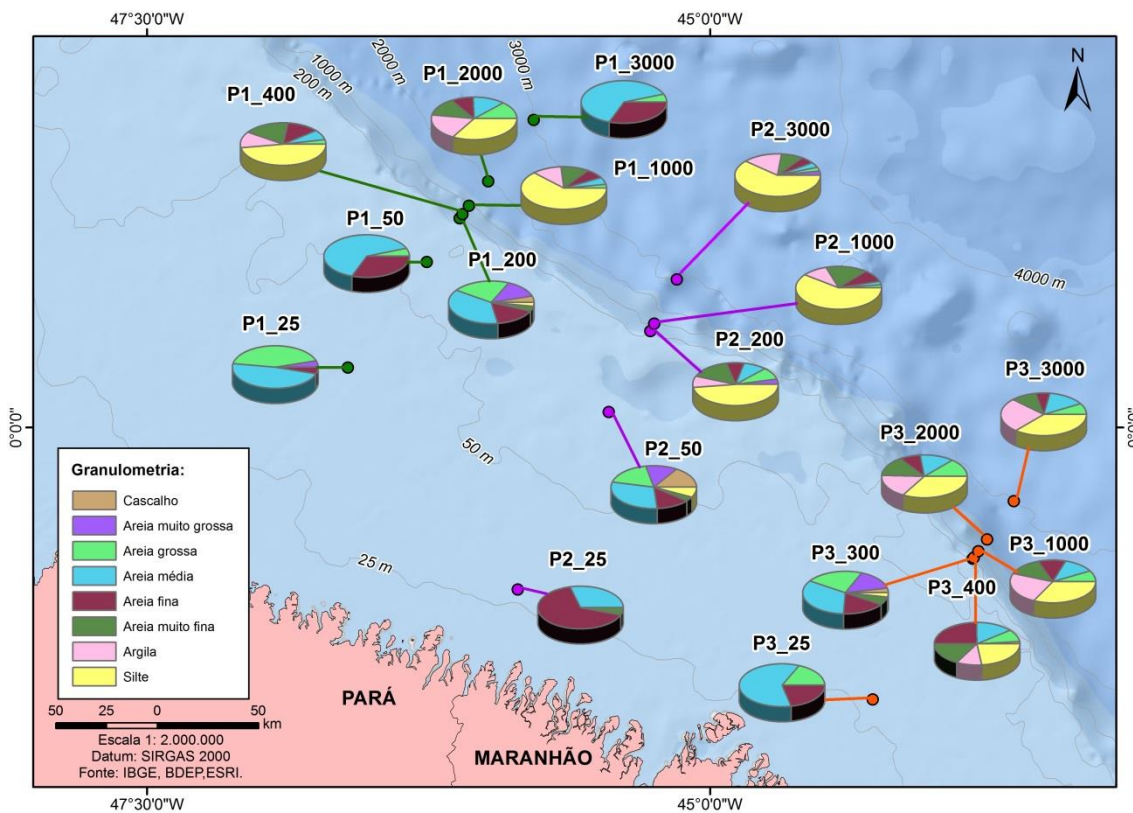 47°30'0"W
45°0'0"W
N
200 m
1000 m
2000 m
3000 m
4000 m
P1_2000
P1_3000
P1_400
P2_3000
P1_1000
P1_50
P1_200
P2_1000
P1_25
P2_200
P3_3000
P3_2000
0°0'0"
0°0'0"
50 m
P2_50
25 m
P2_25
P3_300
P3_1000
P3_400
P3_25
Granulometria:
Cascalho
Areia muito grossa
Areia grossa
Areia média
Areia fina
Areia muito fina
Argila
Silte
50 25 0 50
km
Escala 1: 2.000.000
Datum: SIRGAS 2000
Fonte: IBGE, BDEP,ESRI.
PARÁ
MARANHÃO
47°30'0"W
45°0'0"W